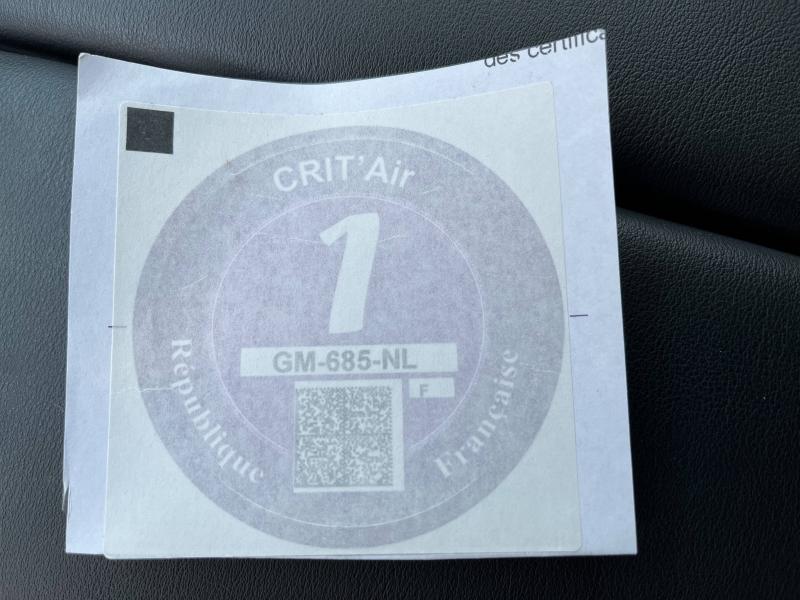 des certifica
CRIT'Air
1
GM-685-NL
F
République
Française